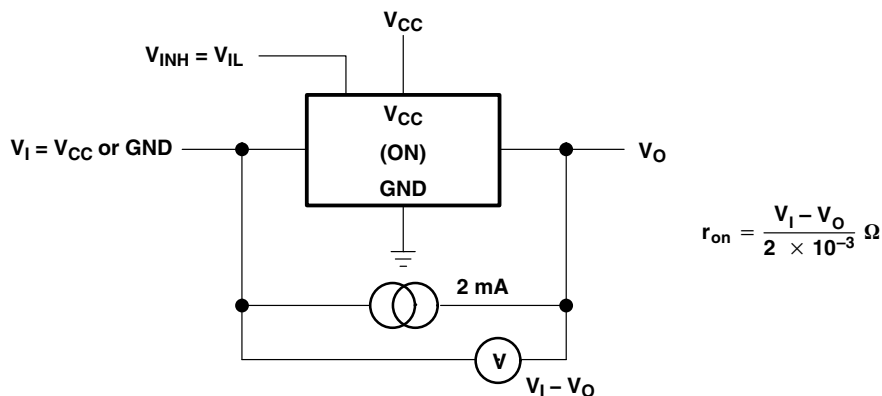 V_CC
V_INH = V_IL
V_CC
V_I = V_CC or GND
(ON)
V_O
GND
r_on = (V_I – V_O) / (2 × 10^–3) Ω
2 mA
V
V_I – V_O